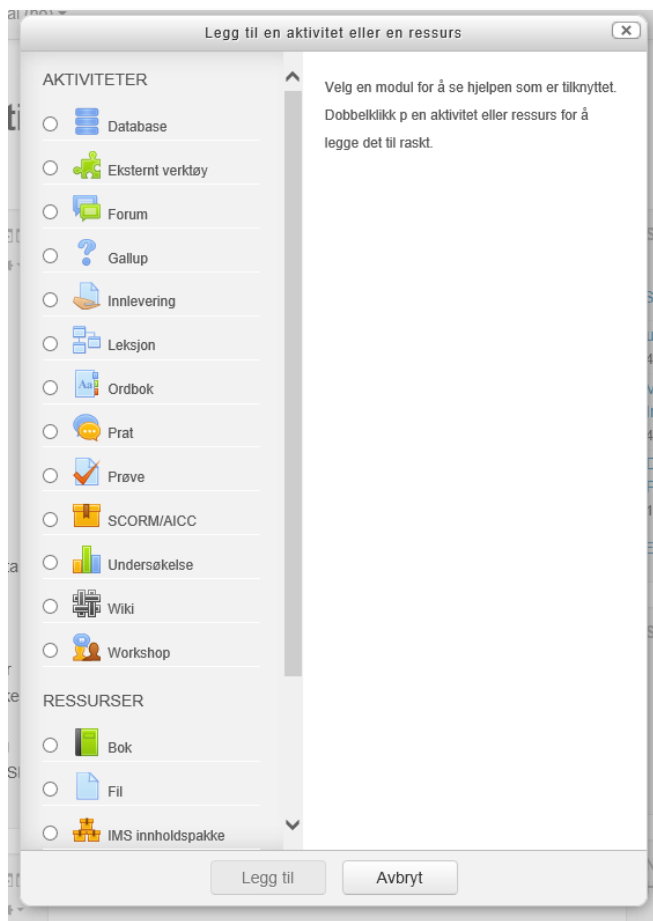 Legg til en aktivitet eller en ressurs
AKTIVITETER
Database
Eksternt verktøy
Forum
Gallup
Innlevering
Leksjon
Ordbok
Prat
Prøve
SCORM/AICC
Undersøkelse
Wiki
Workshop
RESSURSER
Bok
Fil
IMS innholdspakke
Velg en modul for å se hjelpen som er tilknyttet.
Dobbelklikk p en aktivitet eller ressurs for å
legge det til raskt.
Legg til
Avbryt